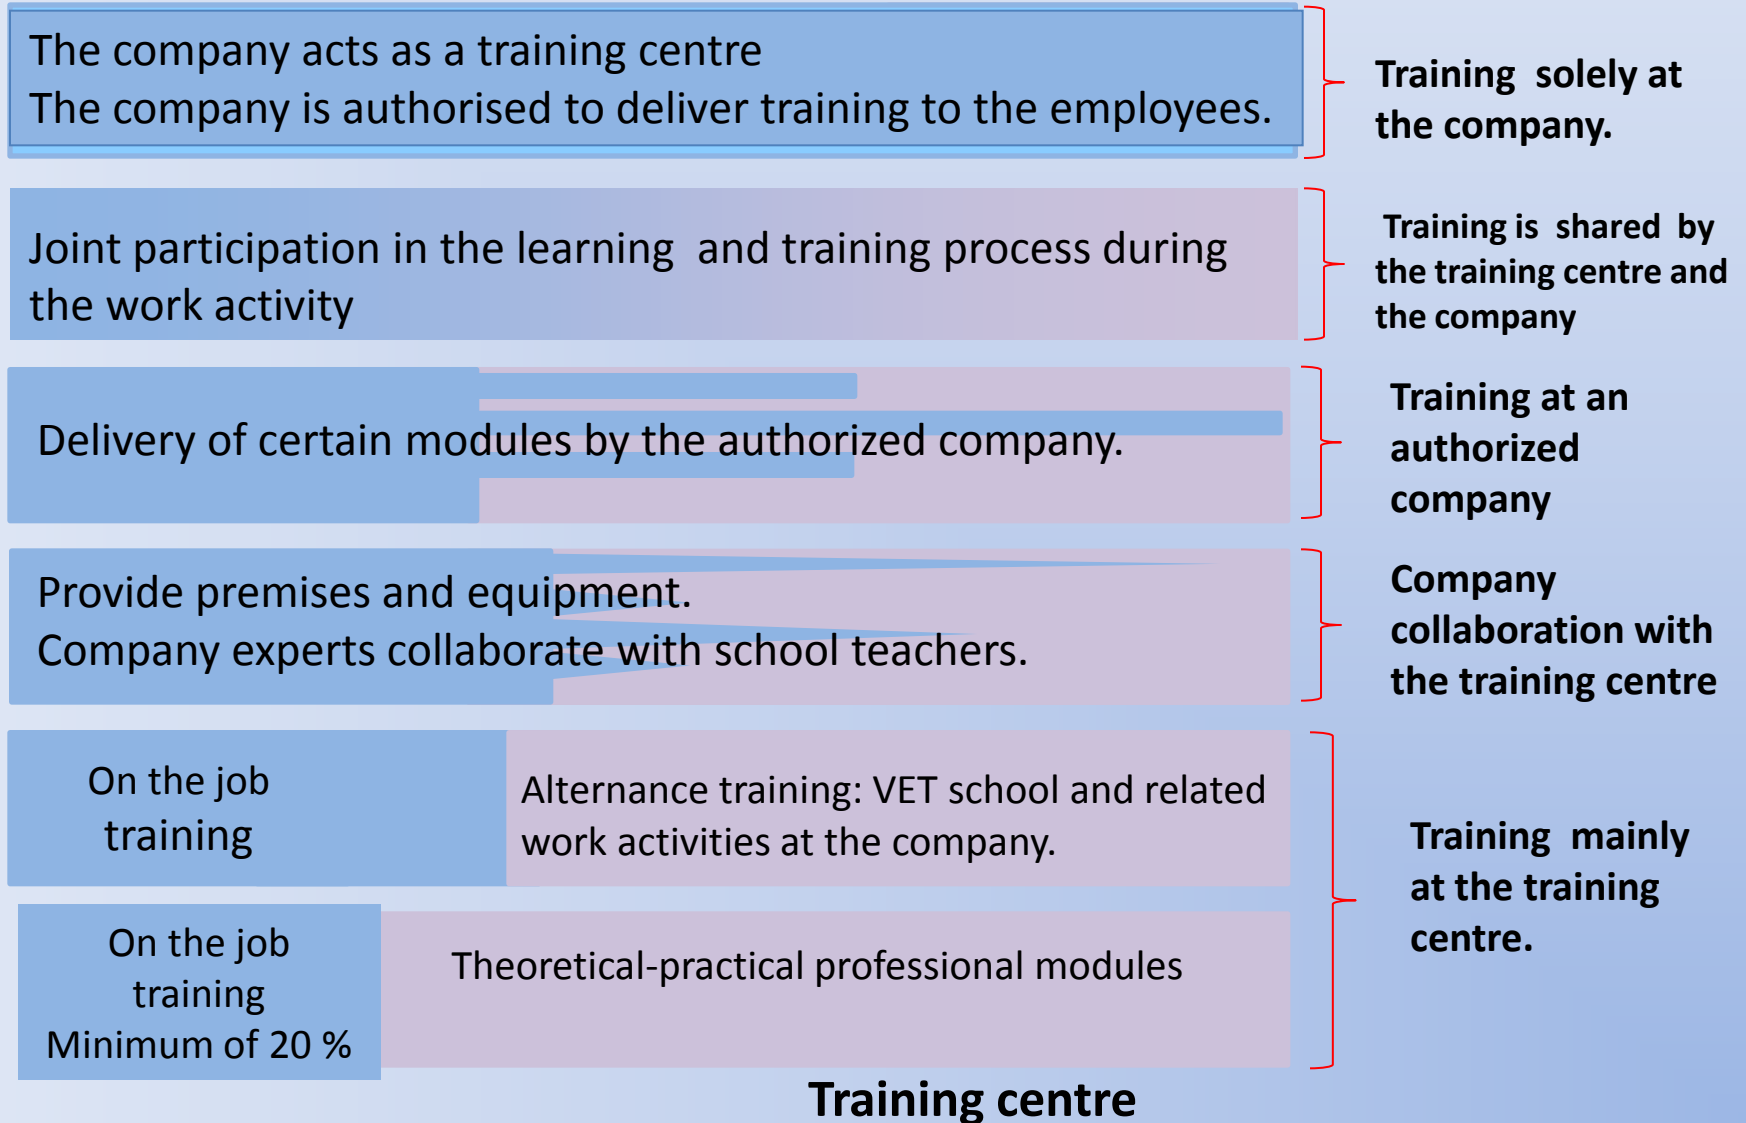 The company acts as a training centre
The company is authorised to deliver training to the employees.
Training solely at
the company.
Joint participation in the learning and training process during
the work activity
Training is shared by
the training centre and
the company
Delivery of certain modules by the authorized company.
Training at an
authorized
company
Provide premises and equipment.
Company experts collaborate with school teachers.
Company
collaboration with
the training centre
On the job
training
Alternance training: VET school and related
work activities at the company.
On the job
training
Minimum of 20 %
Theoretical-practical professional modules
Training mainly
at the training
centre.
Training centre